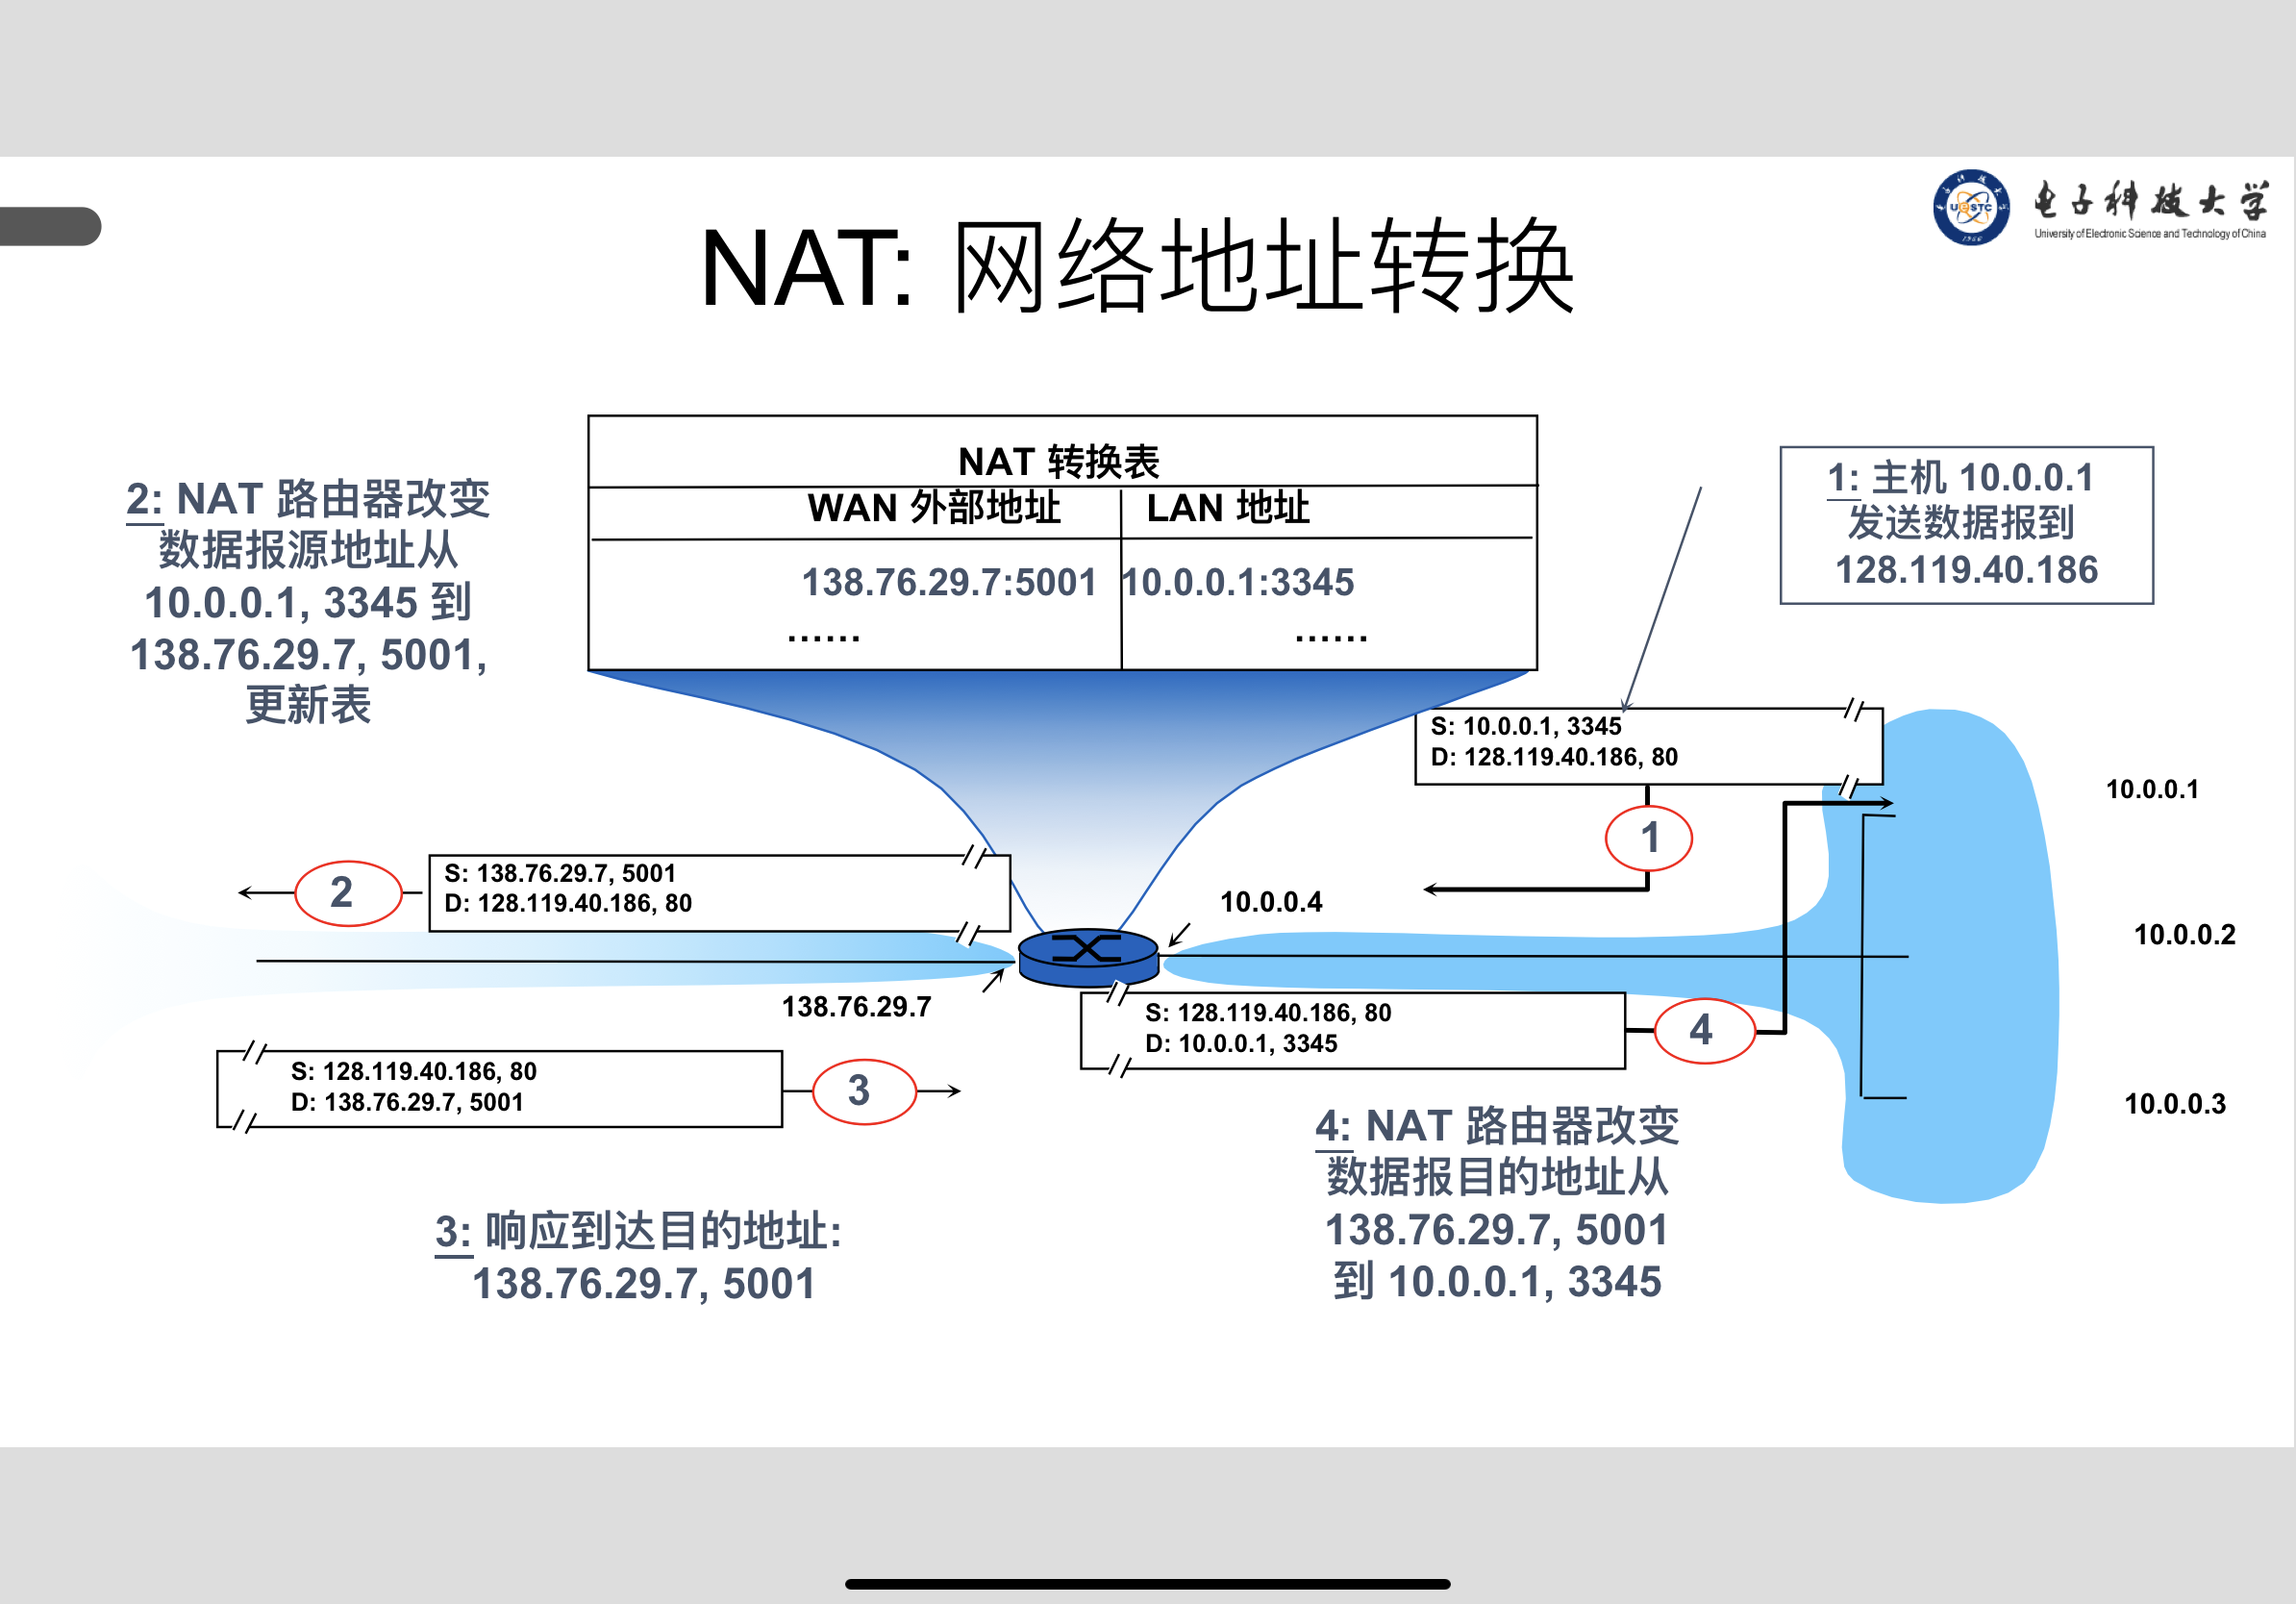 电子科技大学
University of Electronic Science and Technology of China
UESTC
1956
NAT: 网络地址转换
NAT 转换表
WAN 外部地址 LAN 地址
138.76.29.7:5001 10.0.0.1:3345
...... ......
2: NAT 路由器改变
数据报源地址从
10.0.0.1, 3345 到
138.76.29.7, 5001,
更新表
1: 主机 10.0.0.1
发送数据报到
128.119.40.186
S: 10.0.0.1, 3345
D: 128.119.40.186, 80
1
10.0.0.1
S: 138.76.29.7, 5001
D: 128.119.40.186, 80
2
10.0.0.4
10.0.0.2
138.76.29.7
S: 128.119.40.186, 80
D: 10.0.0.1, 3345
4
S: 128.119.40.186, 80
D: 138.76.29.7, 5001
3
10.0.0.3
3: 响应到达目的地址:
138.76.29.7, 5001
4: NAT 路由器改变
数据报目的地址从
138.76.29.7, 5001
到 10.0.0.1, 3345